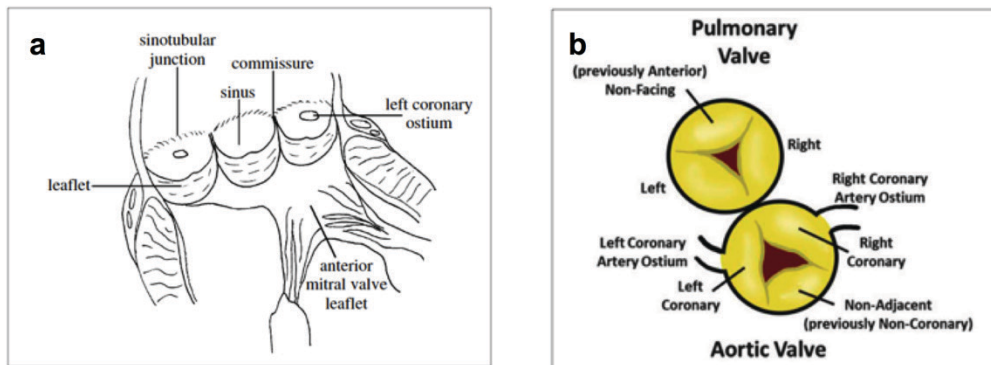 a
sinotubular
junction
commissure
sinus
left coronary
ostium
leaflet
anterior
mitral valve
leaflet
b
Pulmonary
Valve
(previously Anterior)
Non-Facing
Right
Left
Right Coronary
Artery Ostium
Left Coronary
Artery Ostium
Right
Coronary
Left
Coronary
Non-Adjacent
(previously Non-Coronary)
Aortic Valve